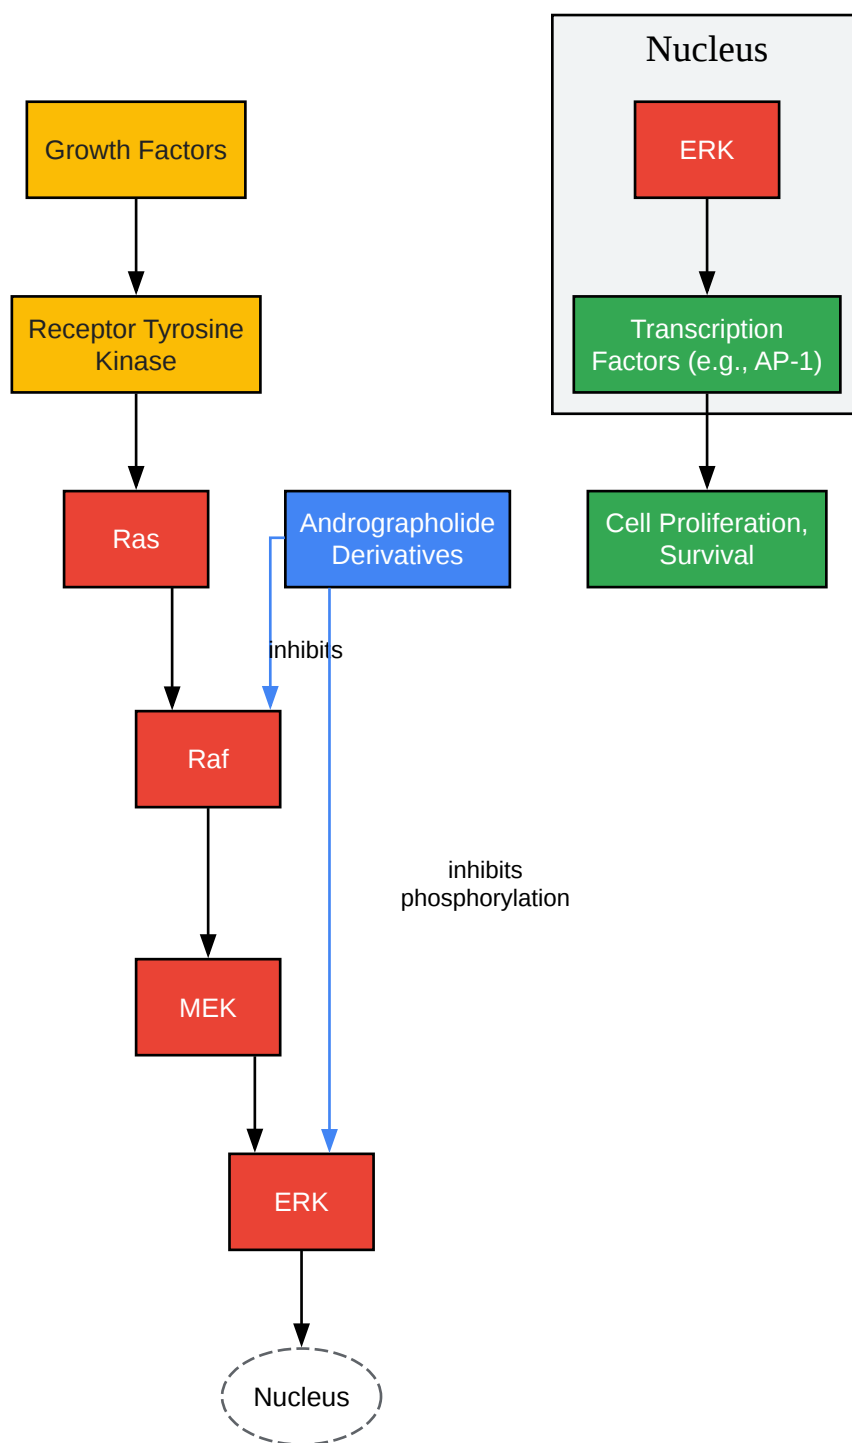 Nucleus
Growth Factors
ERK
Receptor Tyrosine
Kinase
Transcription
Factors (e.g., AP-1)
Ras
Andrographolide
Derivatives
Cell Proliferation,
Survival
inhibits
Raf
inhibits
phosphorylation
MEK
ERK
Nucleus